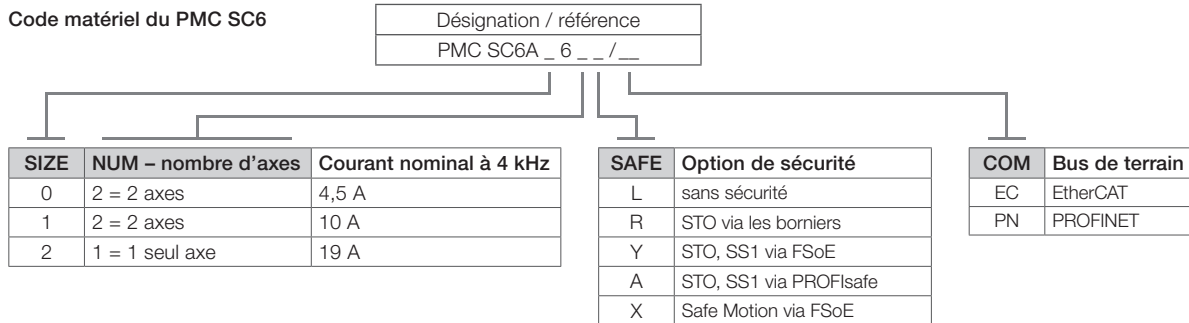 Code matériel du PMC SC6
Désignation / référence
PMC SC6A _ 6 _ _ /__
SIZE NUM – nombre d'axes Courant nominal à 4 kHz
0 2 = 2 axes 4,5 A
1 2 = 2 axes 10 A
2 1 = 1 seul axe 19 A
SAFE Option de sécurité
L sans sécurité
R STO via les borniers
Y STO, SS1 via FSoE
A STO, SS1 via PROFIsafe
X Safe Motion via FSoE
COM Bus de terrain
EC EtherCAT
PN PROFINET